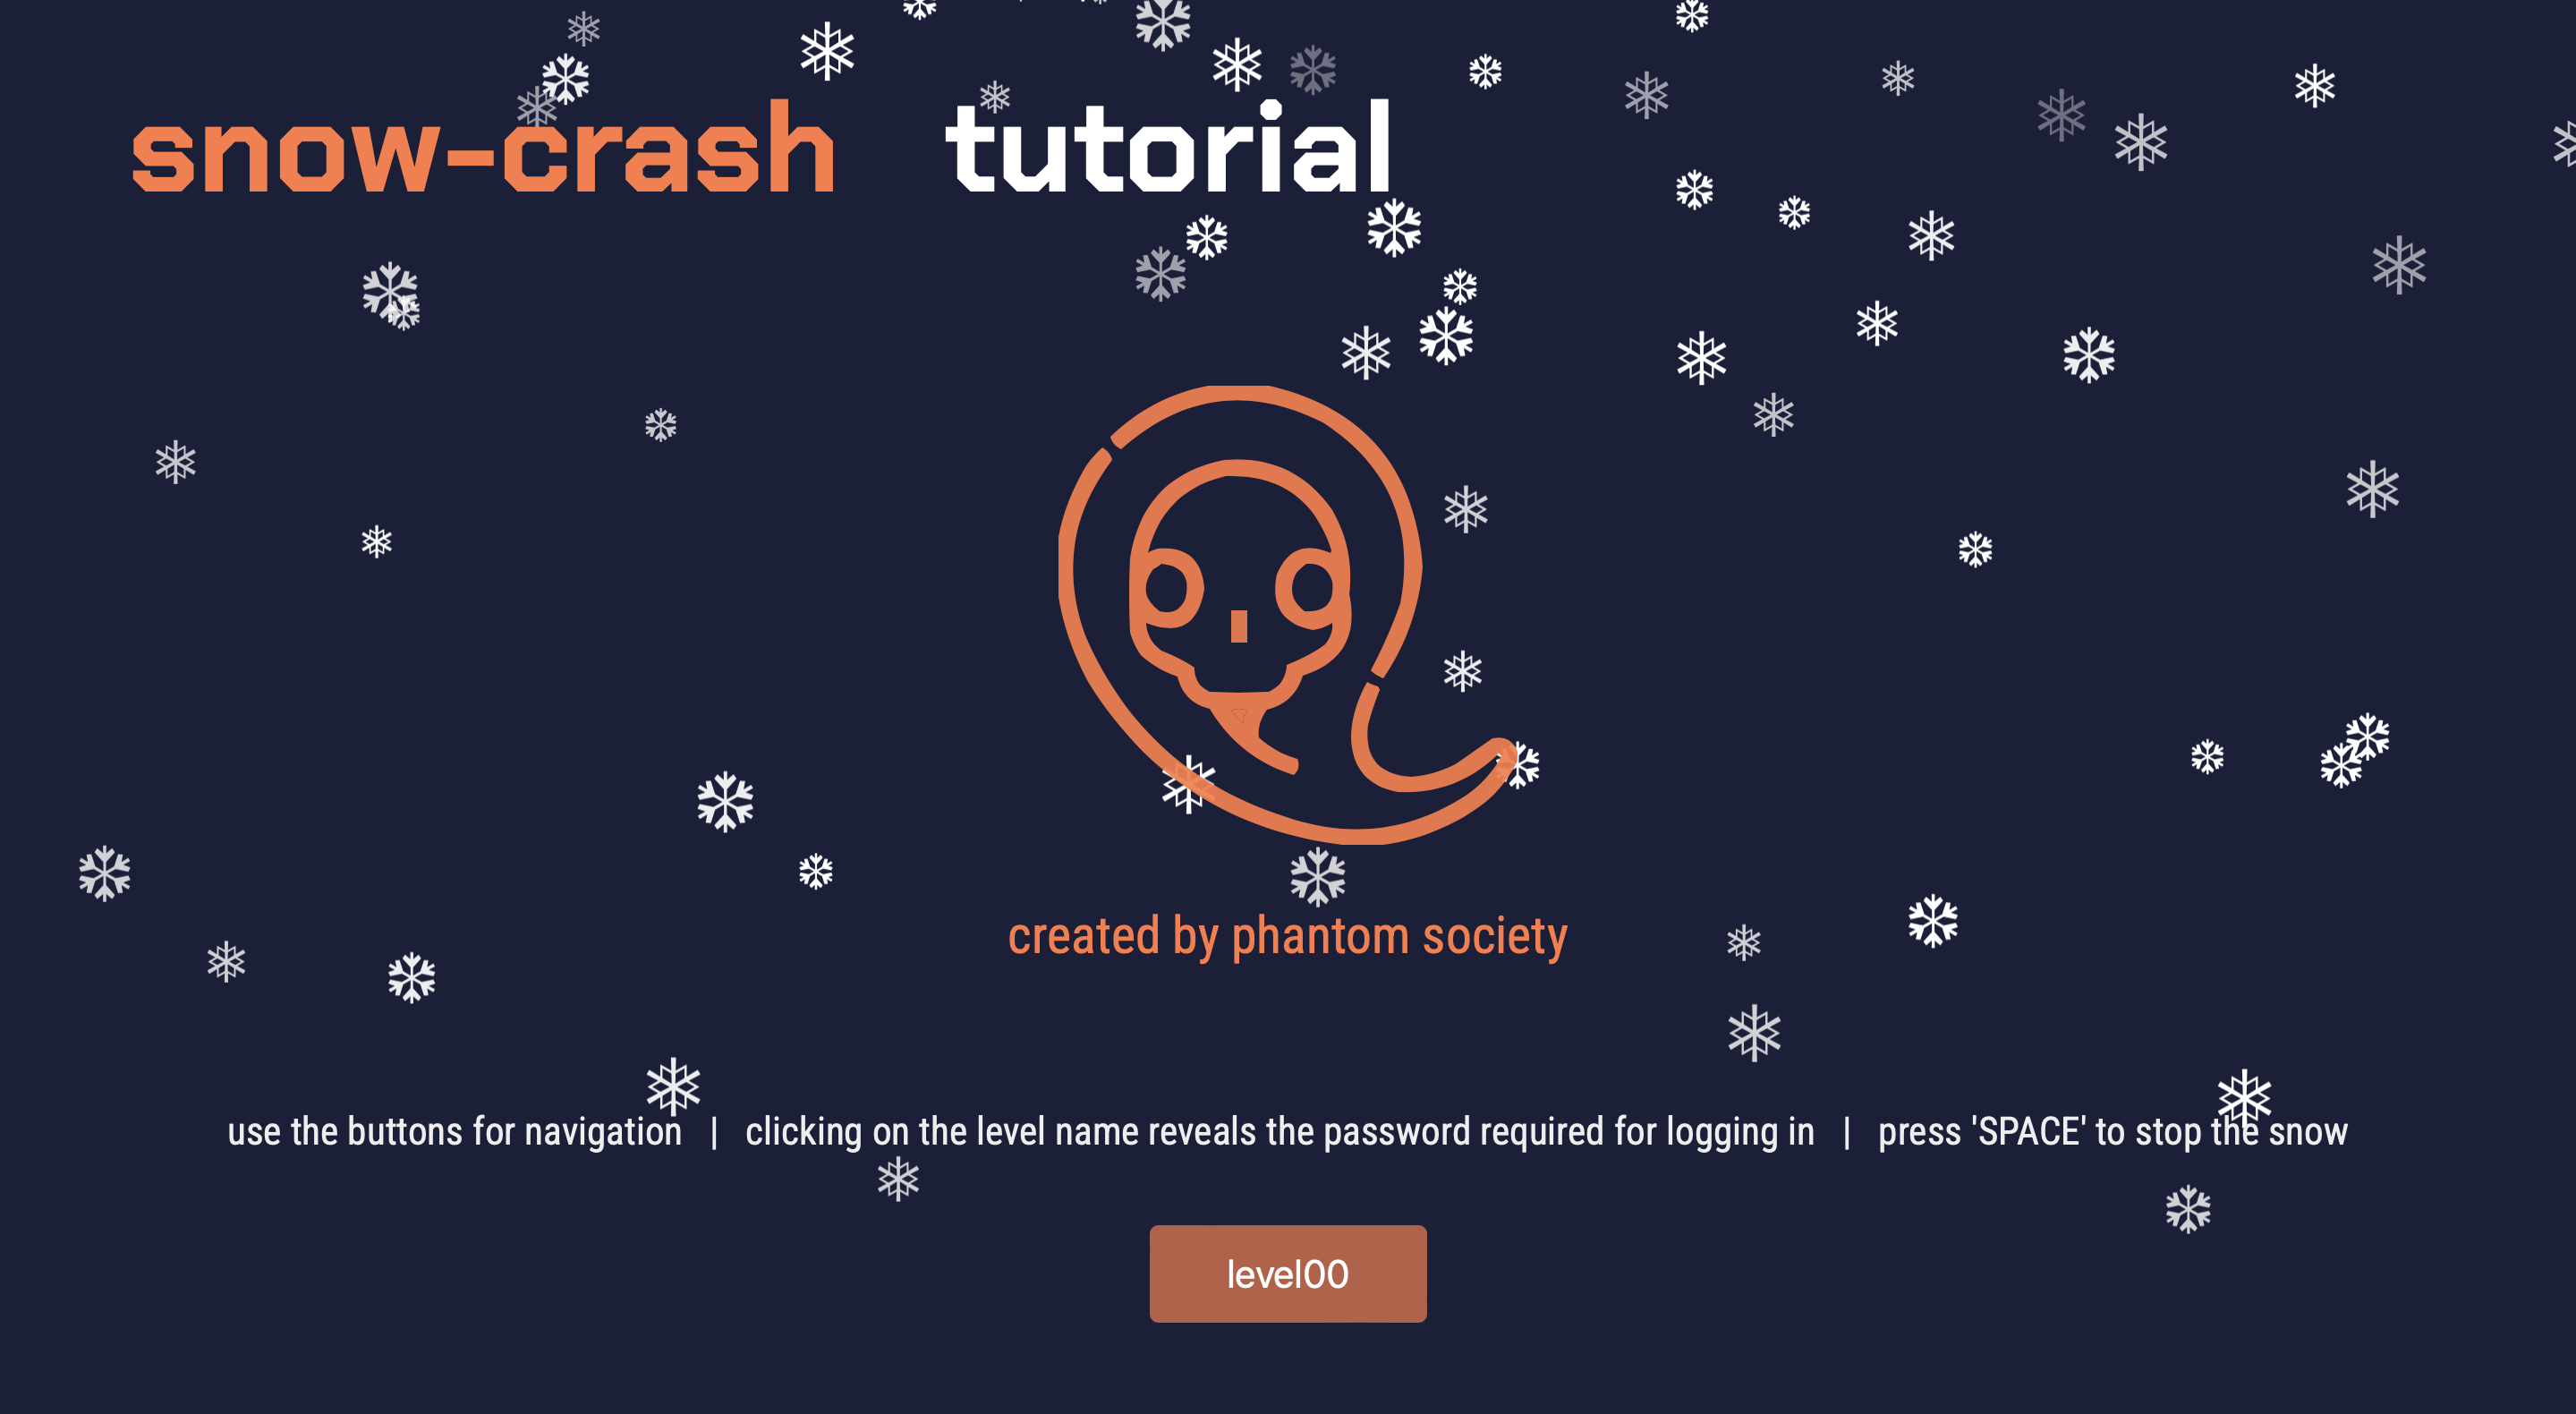 snow-crash tutorial
created by phantom society
use the buttons for navigation | clicking on the level name reveals the password required for logging in | press 'SPACE' to stop the snow
level00